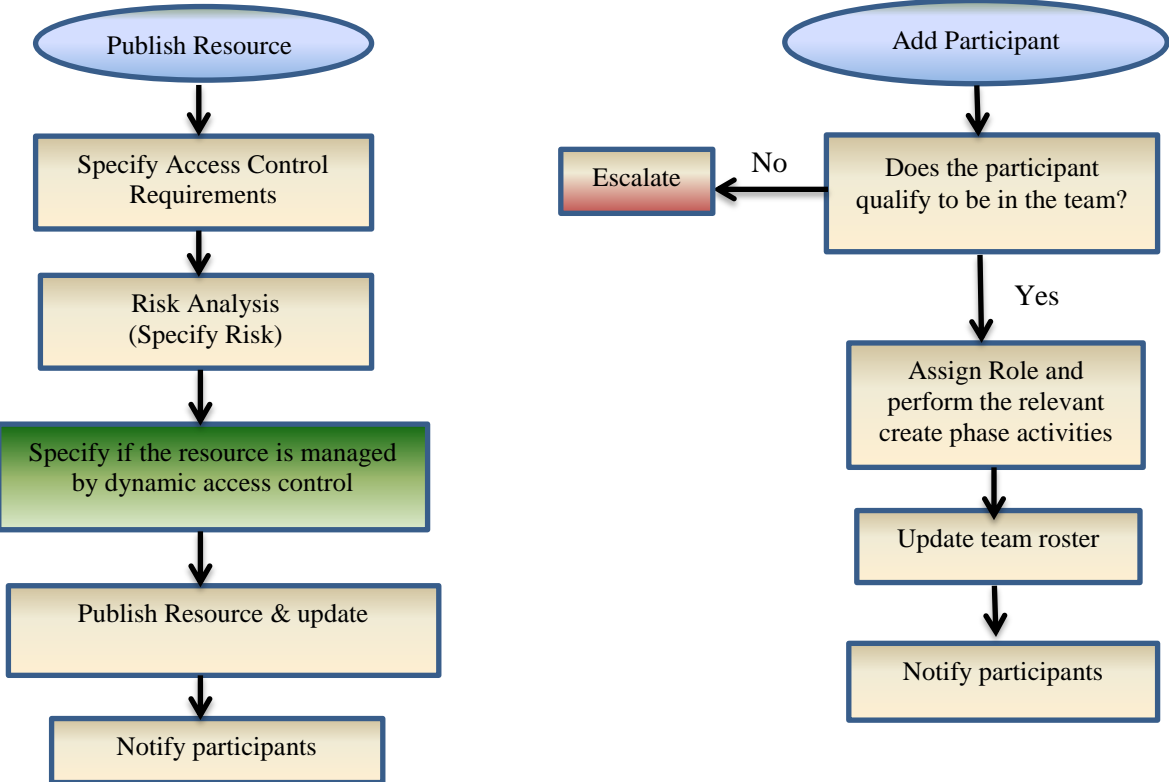 Publish Resource
Specify Access Control
Requirements
Risk Analysis
(Specify Risk)
Specify if the resource is managed
by dynamic access control
Publish Resource & update
Notify participants
Add Participant
Does the participant
qualify to be in the team?
No
Escalate
Yes
Assign Role and
perform the relevant
create phase activities
Update team roster
Notify participants